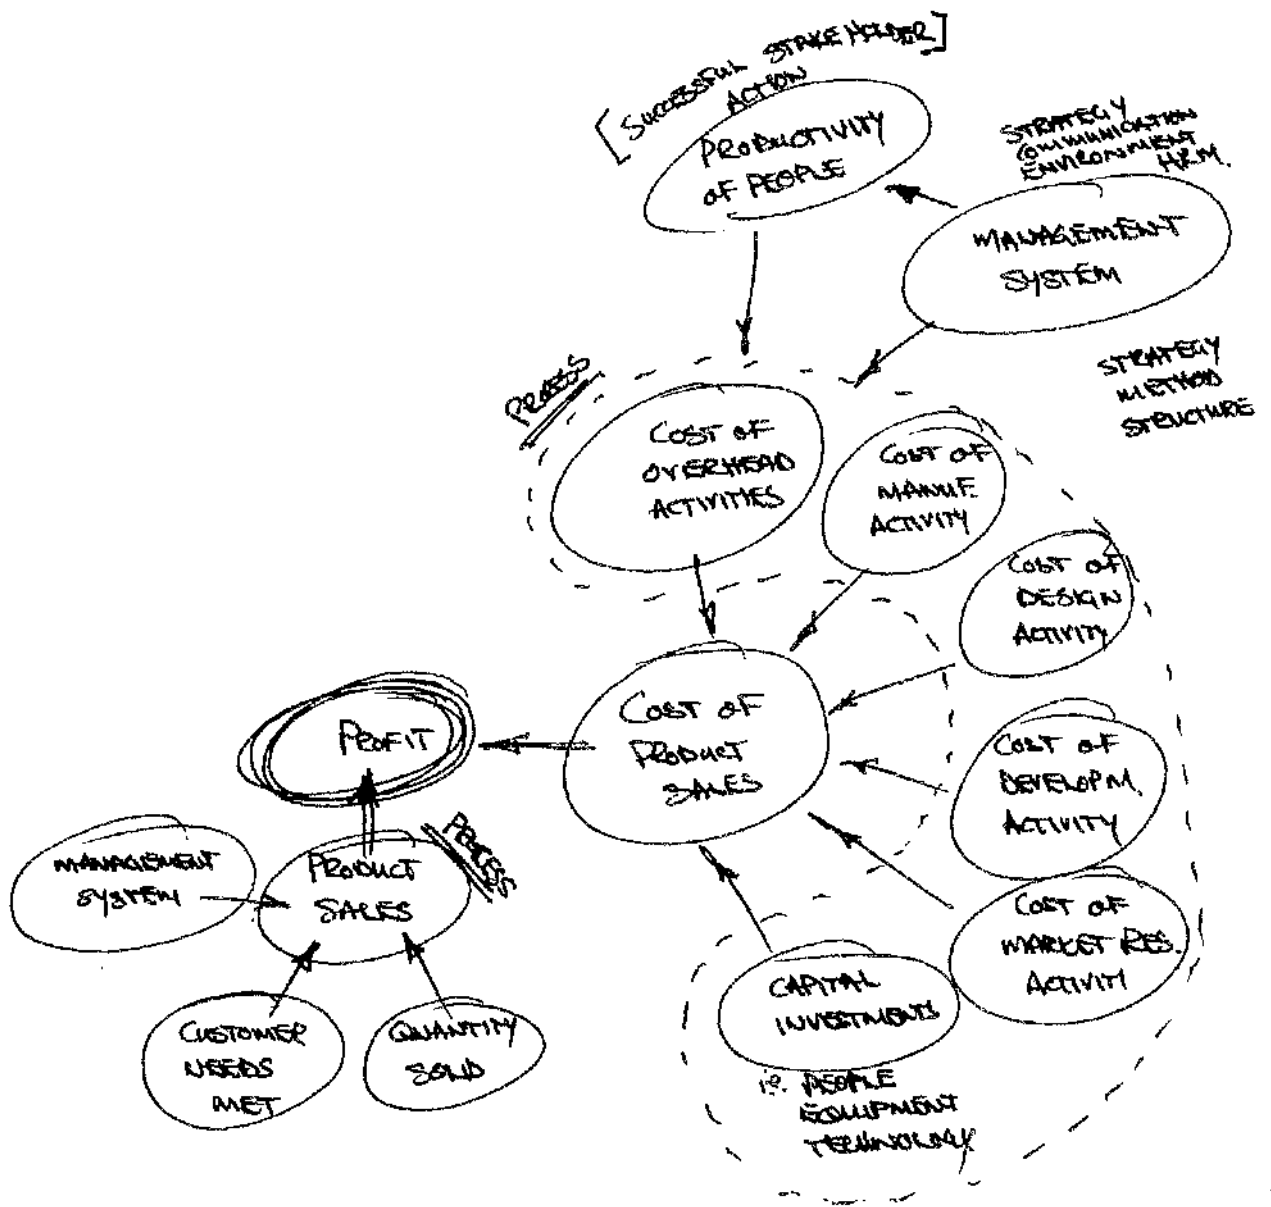 [SUCCESSFUL STAKEHOLDER]
ACTION
PRODUCTIVITY
OF PEOPLE
STRATEGY
COMMUNICATION
ENVIRONMENT
HRM.
MANAGEMENT
SYSTEM
STRATEGY
METHOD
STRUCTURE
PROCESS
COST OF
OVERHEAD
ACTIVITIES
COST OF
MANUF.
ACTIVITY
COST OF
DESIGN
ACTIVITY
COST OF
PRODUCT
SALES
PROFIT
COST OF
DEVELOPM.
ACTIVITY
PROCESS
MANAGEMENT
SYSTEM
PRODUCT
SALES
COST OF
MARKET RES.
ACTIVITY
CAPITAL
INVESTMENTS
i.e. PEOPLE
EQUIPMENT
TECHNOLOGY
CUSTOMER
NEEDS
MET
QUANTITY
SOLD